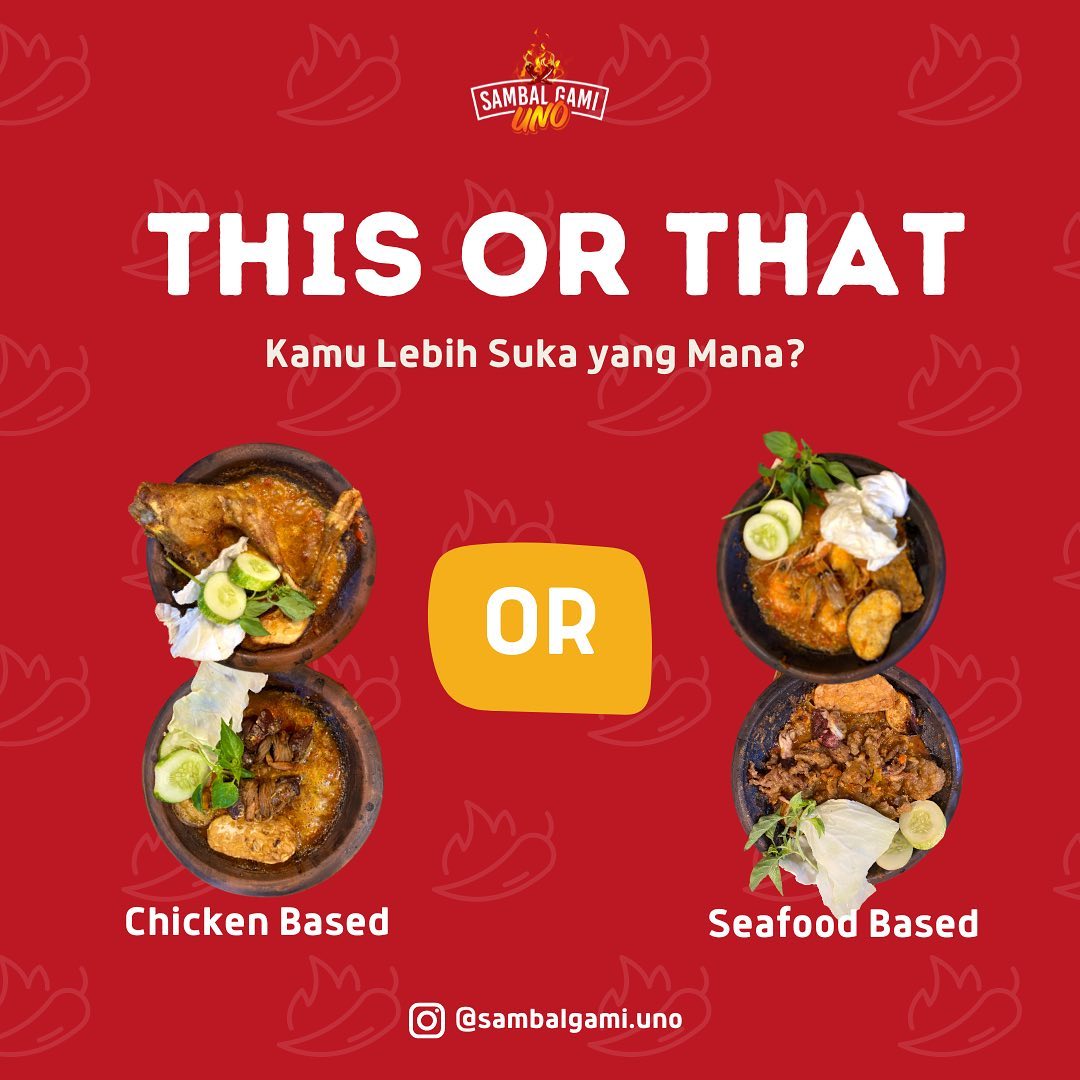 SAMBAL GAMI
UNO
THIS OR THAT
Kamu Lebih Suka yang Mana?
OR
Chicken Based
Seafood Based
@sambalgami.uno